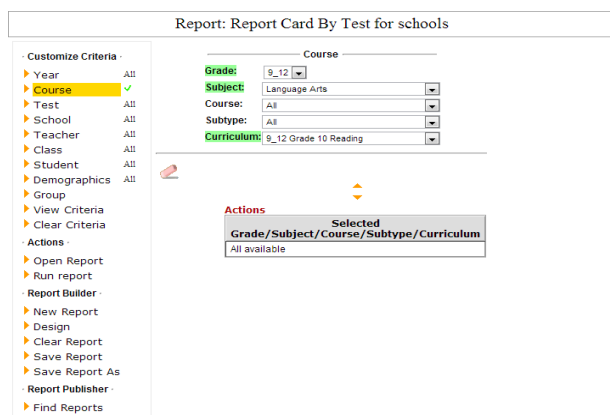 Report: Report Card By Test for schools
· Customize Criteria ·
Year All
Course
Test All
School All
Teacher All
Class All
Student All
Demographics All
Group
View Criteria
Clear Criteria
· Actions ·
Open Report
Run report
· Report Builder ·
New Report
Design
Clear Report
Save Report
Save Report As
· Report Publisher ·
Find Reports
Course
Grade: 9_12
Subject: Language Arts
Course: All
Subtype: All
Curriculum: 9_12 Grade 10 Reading
Actions
Selected
Grade/Subject/Course/Subtype/Curriculum
All available